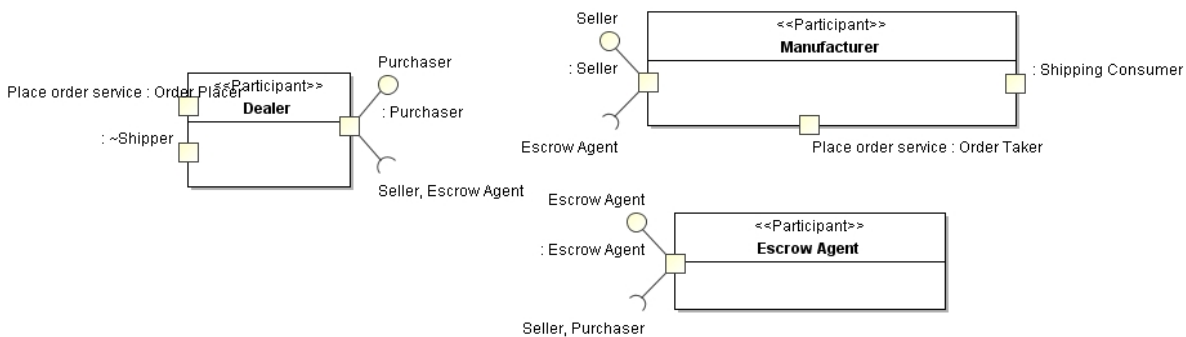 <<Participant>>
Dealer
Place order service : Order Placer
: ~Shipper
Purchaser
: Purchaser
Seller, Escrow Agent
Seller
: Seller
Escrow Agent
<<Participant>>
Manufacturer
: Shipping Consumer
Place order service : Order Taker
Escrow Agent
: Escrow Agent
Seller, Purchaser
<<Participant>>
Escrow Agent